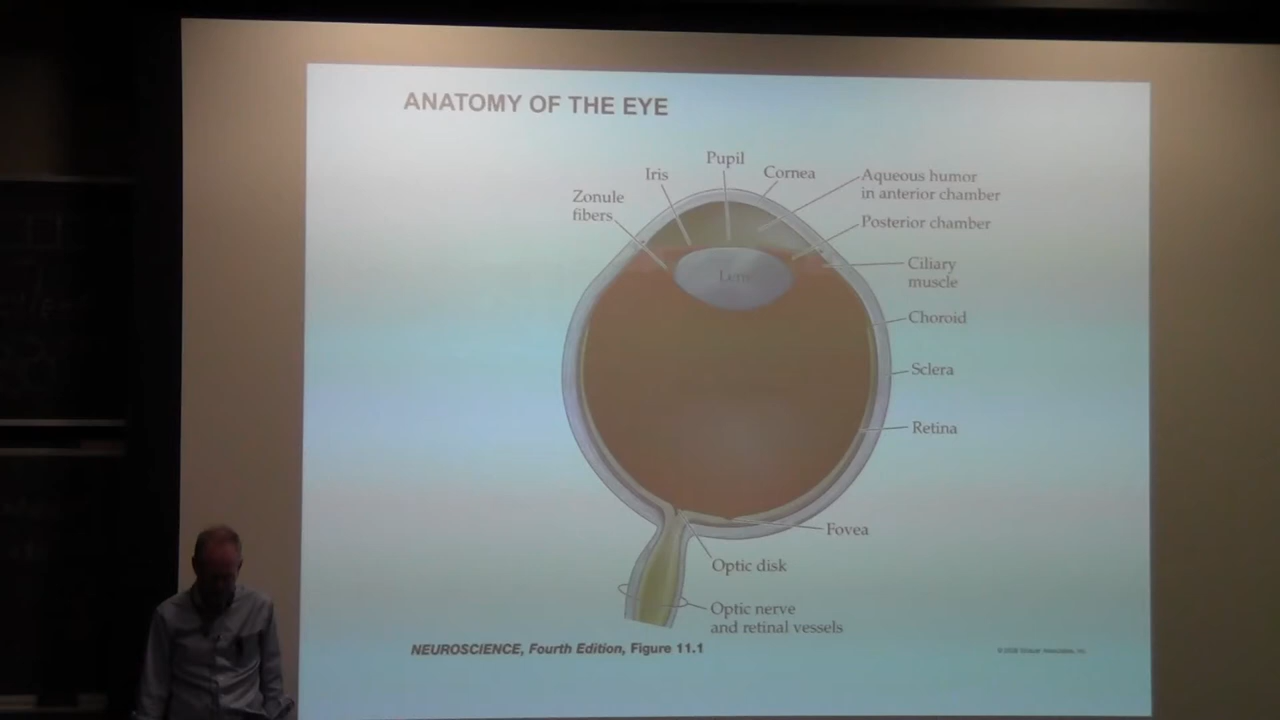 ANATOMY OF THE EYE
Pupil
Iris
Cornea
Zonule
fibers
Aqueous humor
in anterior chamber
Posterior chamber
Lens
Ciliary
muscle
Choroid
Sclera
Retina
Fovea
Optic disk
Optic nerve
and retinal vessels
NEUROSCIENCE, Fourth Edition, Figure 11.1